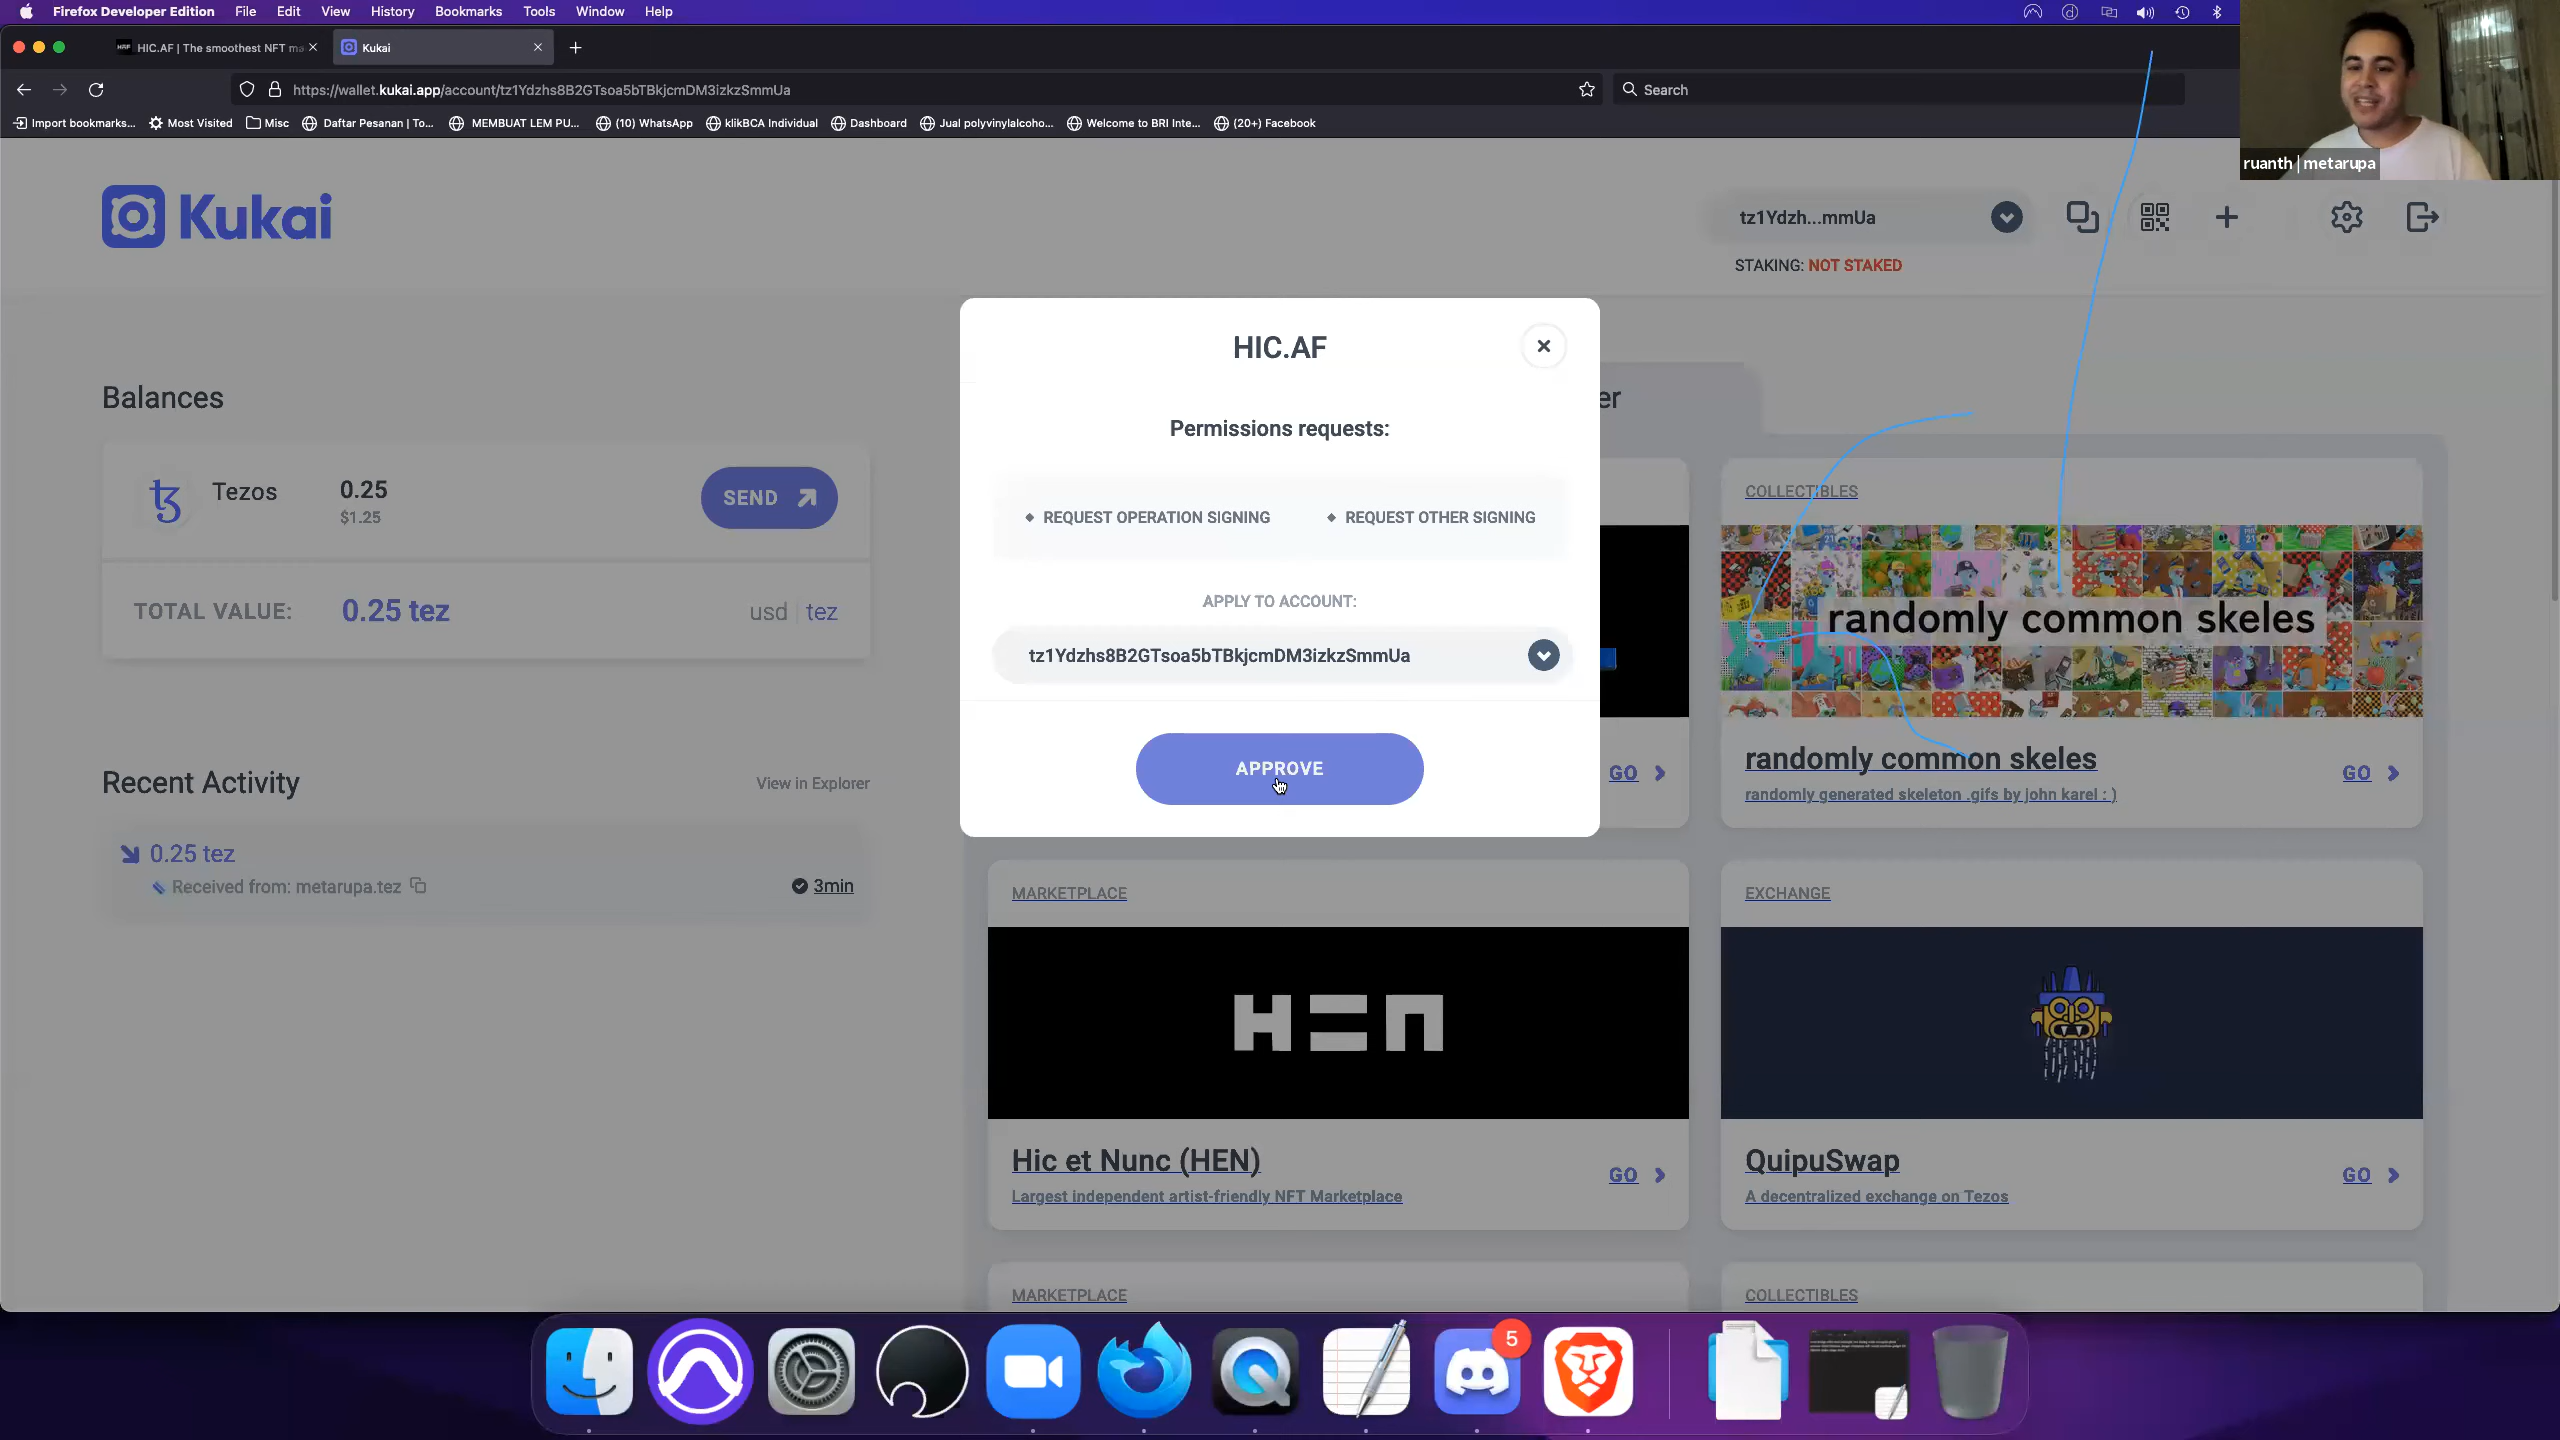 Firefox Developer Edition File Edit View History Bookmarks Tools Window Help
HIC.AF | The smoothest NFT ma
Kukai
https://wallet.kukai.app/account/tz1Ydzhs8B2GTsoa5bTBkjcmDM3izkzSmmUa
Search
Import bookmarks... Most Visited Misc Daftar Pesanan | To... MEMBUAT LEM PU... (10) WhatsApp klikBCA Individual Dashboard Jual polyvinylalcoho... Welcome to BRI Inte... (20+) Facebook
ruanth | metarupa
Kukai
tz1Ydzh...mmUa
STAKING: NOT STAKED
HIC.AF
Permissions requests:
REQUEST OPERATION SIGNING
REQUEST OTHER SIGNING
APPLY TO ACCOUNT:
tz1Ydzhs8B2GTsoa5bTBkjcmDM3izkzSmmUa
APPROVE
Balances
Tezos
0.25
$1.25
SEND
TOTAL VALUE: 0.25 tez usd | tez
Recent Activity
View in Explorer
0.25 tez
Received from: metarupa.tez
3min
er
GO
COLLECTIBLES
randomly common skeles
randomly common skeles
randomly generated skeleton .gifs by john karel : )
GO
MARKETPLACE
HEN
Hic et Nunc (HEN)
Largest independent artist-friendly NFT Marketplace
GO
EXCHANGE
QuipuSwap
A decentralized exchange on Tezos
GO
MARKETPLACE
COLLECTIBLES
5